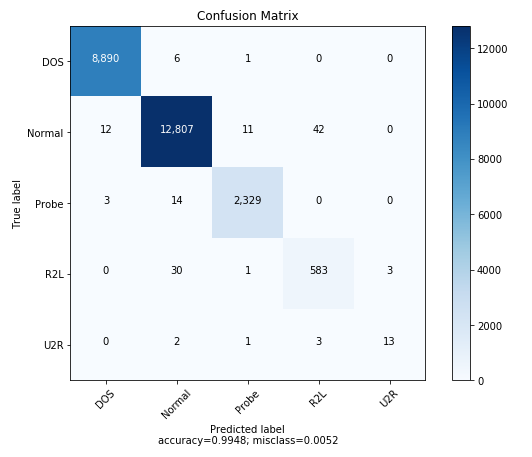 Confusion Matrix
DOS 8,890 6 1 0 0
Normal 12 12,807 11 42 0
Probe 3 14 2,329 0 0
R2L 0 30 1 583 3
U2R 0 2 1 3 13
True label
DOS Normal Probe R2L U2R
Predicted label
accuracy=0.9948; misclass=0.0052
12000
10000
8000
6000
4000
2000
0